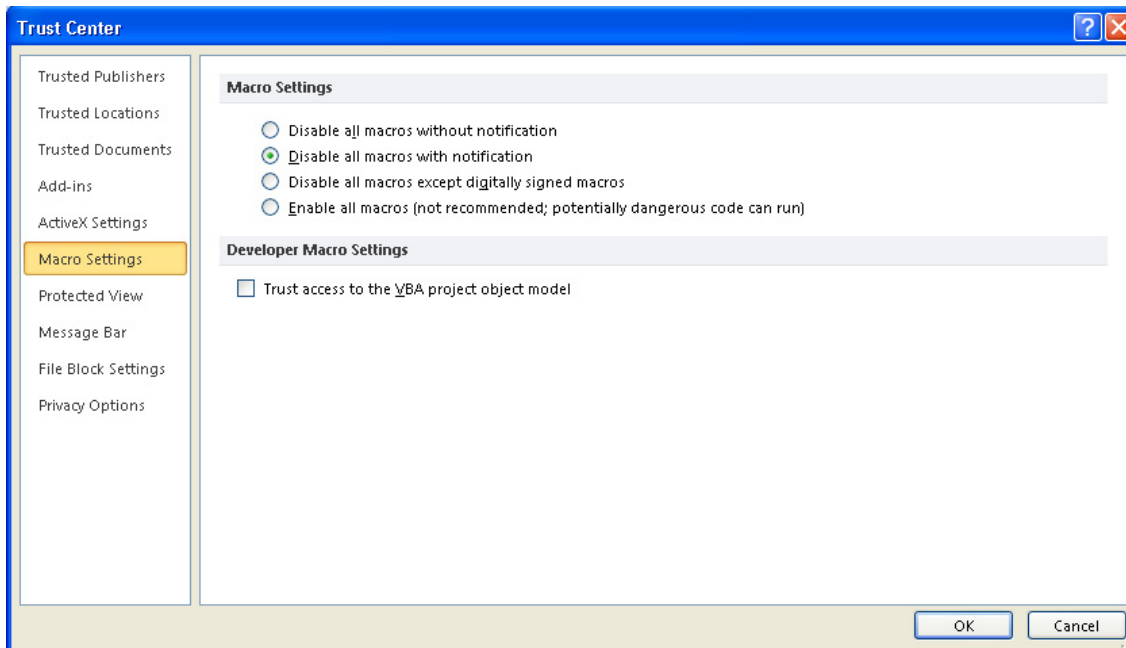 Trust Center
Trusted Publishers
Trusted Locations
Trusted Documents
Add-ins
ActiveX Settings
Macro Settings
Protected View
Message Bar
File Block Settings
Privacy Options
Macro Settings
Disable all macros without notification
Disable all macros with notification
Disable all macros except digitally signed macros
Enable all macros (not recommended; potentially dangerous code can run)
Developer Macro Settings
Trust access to the VBA project object model
OK
Cancel